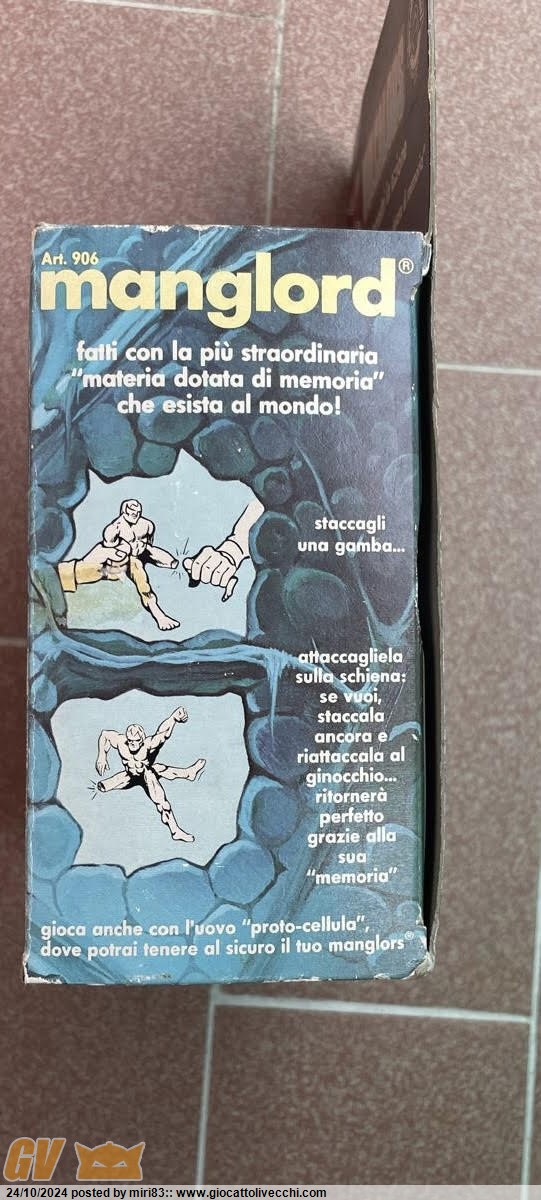 Art. 906
manglord®
fatti con la più straordinaria
"materia dotata di memoria"
che esista al mondo!
staccagli
una gamba...
attaccagliela
sulla schiena:
se vuoi,
staccala
ancora e
riattaccala al
ginocchio...
ritornerà
perfetto
grazie alla
sua
"memoria"
gioca anche con l'uovo "proto-cellula",
dove potrai tenere al sicuro il tuo manglors®
GV
24/10/2024 posted by miri83:: www.giocattolivecchi.com